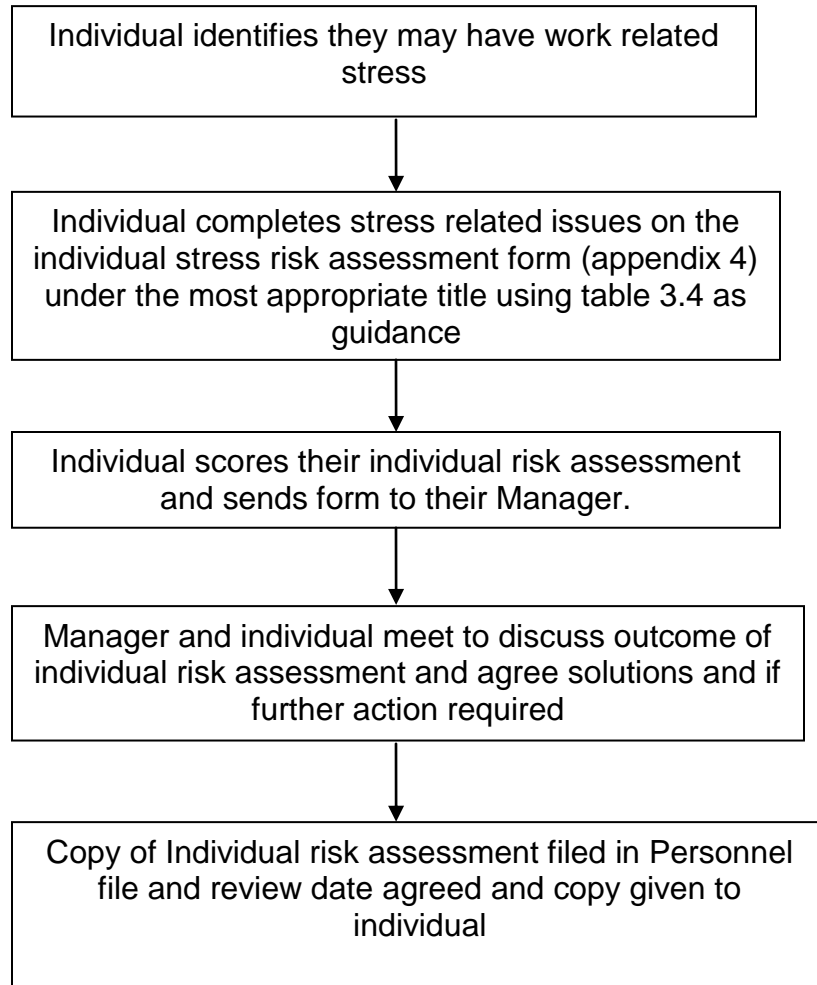 Individual identifies they may have work related
stress
Individual completes stress related issues on the
individual stress risk assessment form (appendix 4)
under the most appropriate title using table 3.4 as
guidance
Individual scores their individual risk assessment
and sends form to their Manager.
Manager and individual meet to discuss outcome of
individual risk assessment and agree solutions and if
further action required
Copy of Individual risk assessment filed in Personnel
file and review date agreed and copy given to
individual